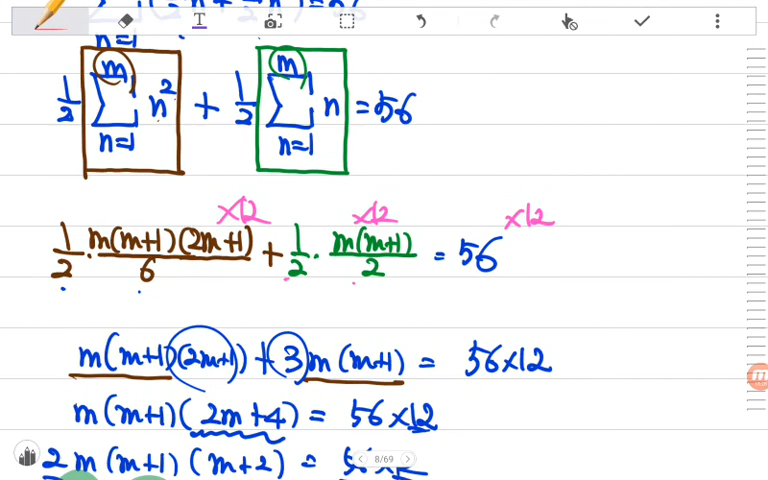 n=1
1/2 m∑n=1 n² + 1/2 m∑n=1 n = 56
×12 ×12 ×12
1/2 · m(m+1)(2m+1)/6 + 1/2 · m(m+1)/2 = 56
m(m+1)(2m+1) + 3m(m+1) = 56×12
m(m+1)(2m+4) = 56×12
2m(m+1)(m+2) =
8/69